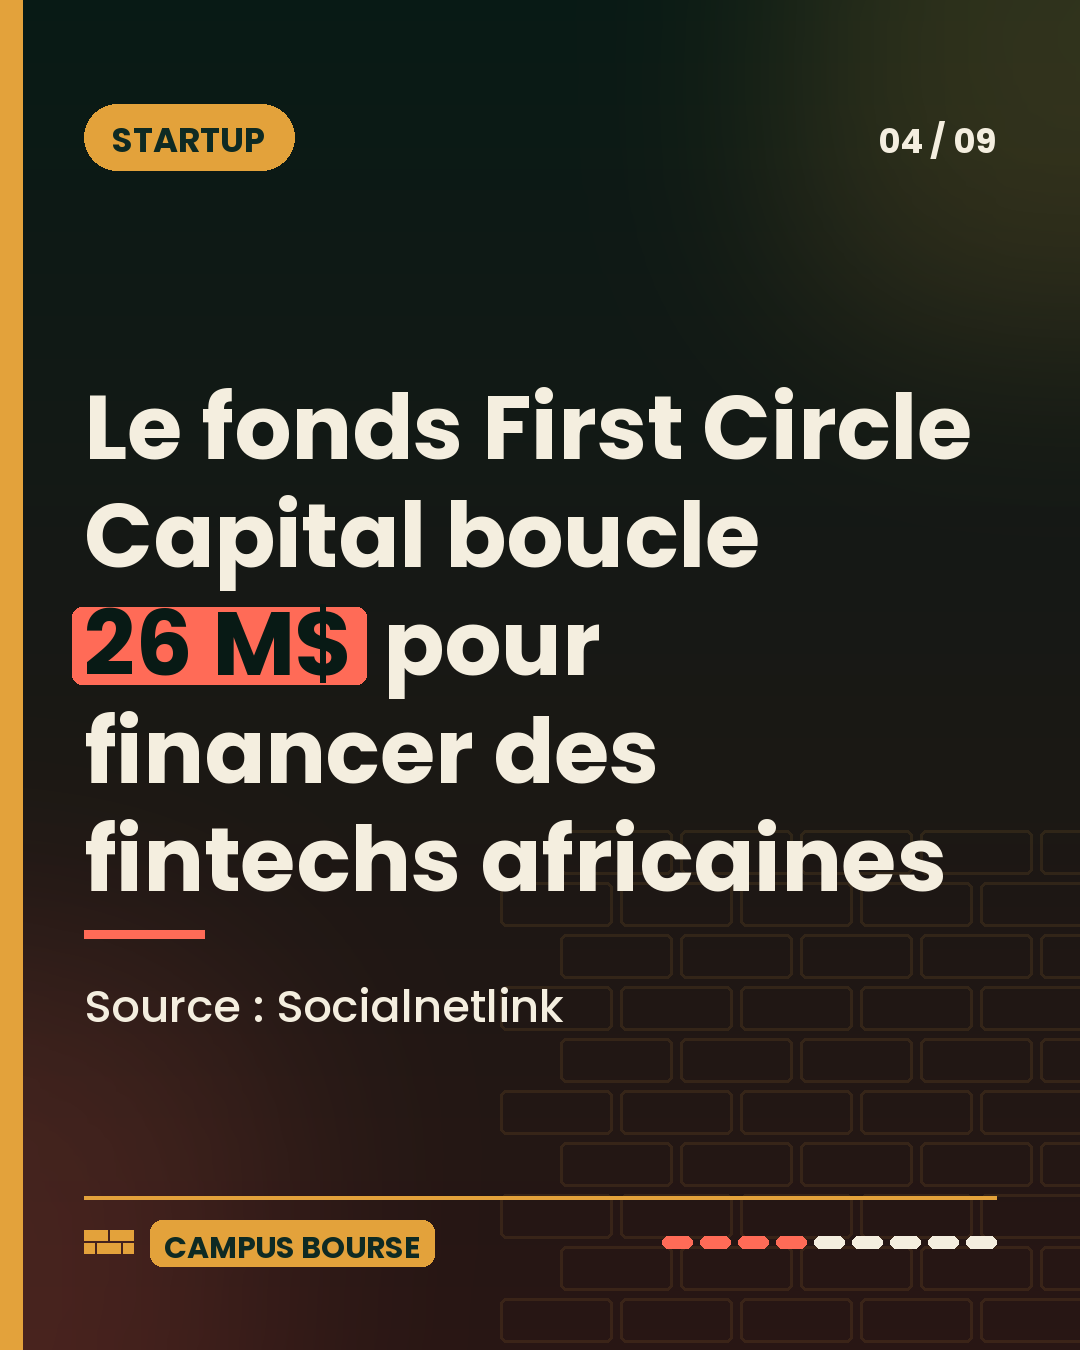 STARTUP
04 / 09
Le fonds First Circle
Capital boucle
26 M$ pour
financer des
fintechs africaines
Source : Socialnetlink
CAMPUS BOURSE